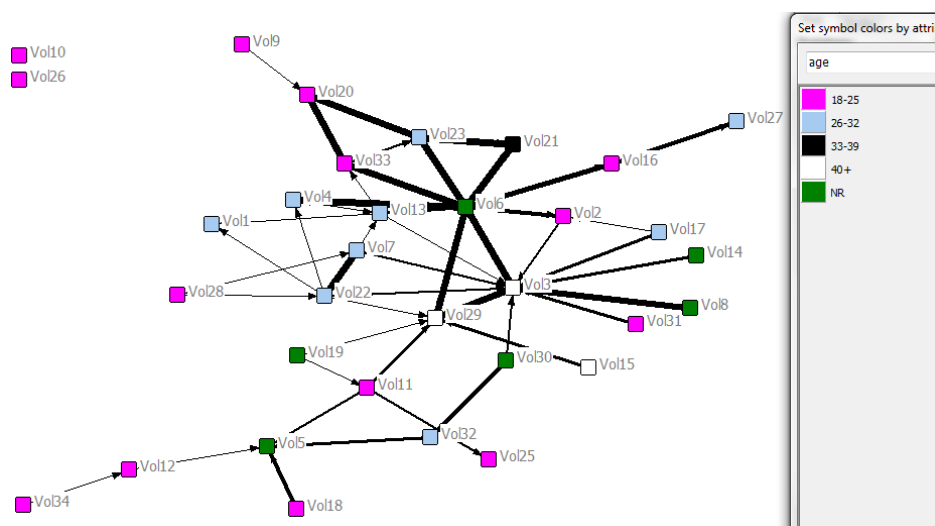 Set symbol colors by attri
age
18-25
26-32
33-39
40+
NR
Vol9
Vol10
Vol26
Vol20
Vol27
Vol23
Vol21
Vol33
Vol16
Vol4
Vol13
Vol6
Vol2
Vol1
Vol17
Vol7
Vol14
Vol28
Vol22
Vol3
Vol8
Vol29
Vol31
Vol19
Vol30
Vol15
Vol11
Vol5
Vol32
Vol25
Vol12
Vol34
Vol18